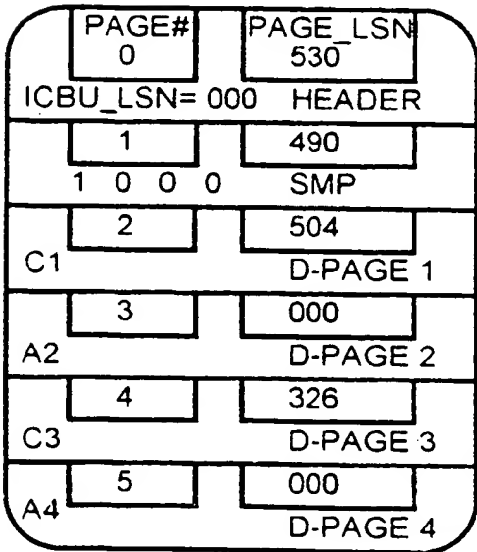 PAGE# PAGE_LSN
0 530
ICBU_LSN= 000 HEADER
1 490
1 0 0 0 SMP
2 504
C1 D-PAGE 1
3 000
A2 D-PAGE 2
4 326
C3 D-PAGE 3
5 000
A4 D-PAGE 4